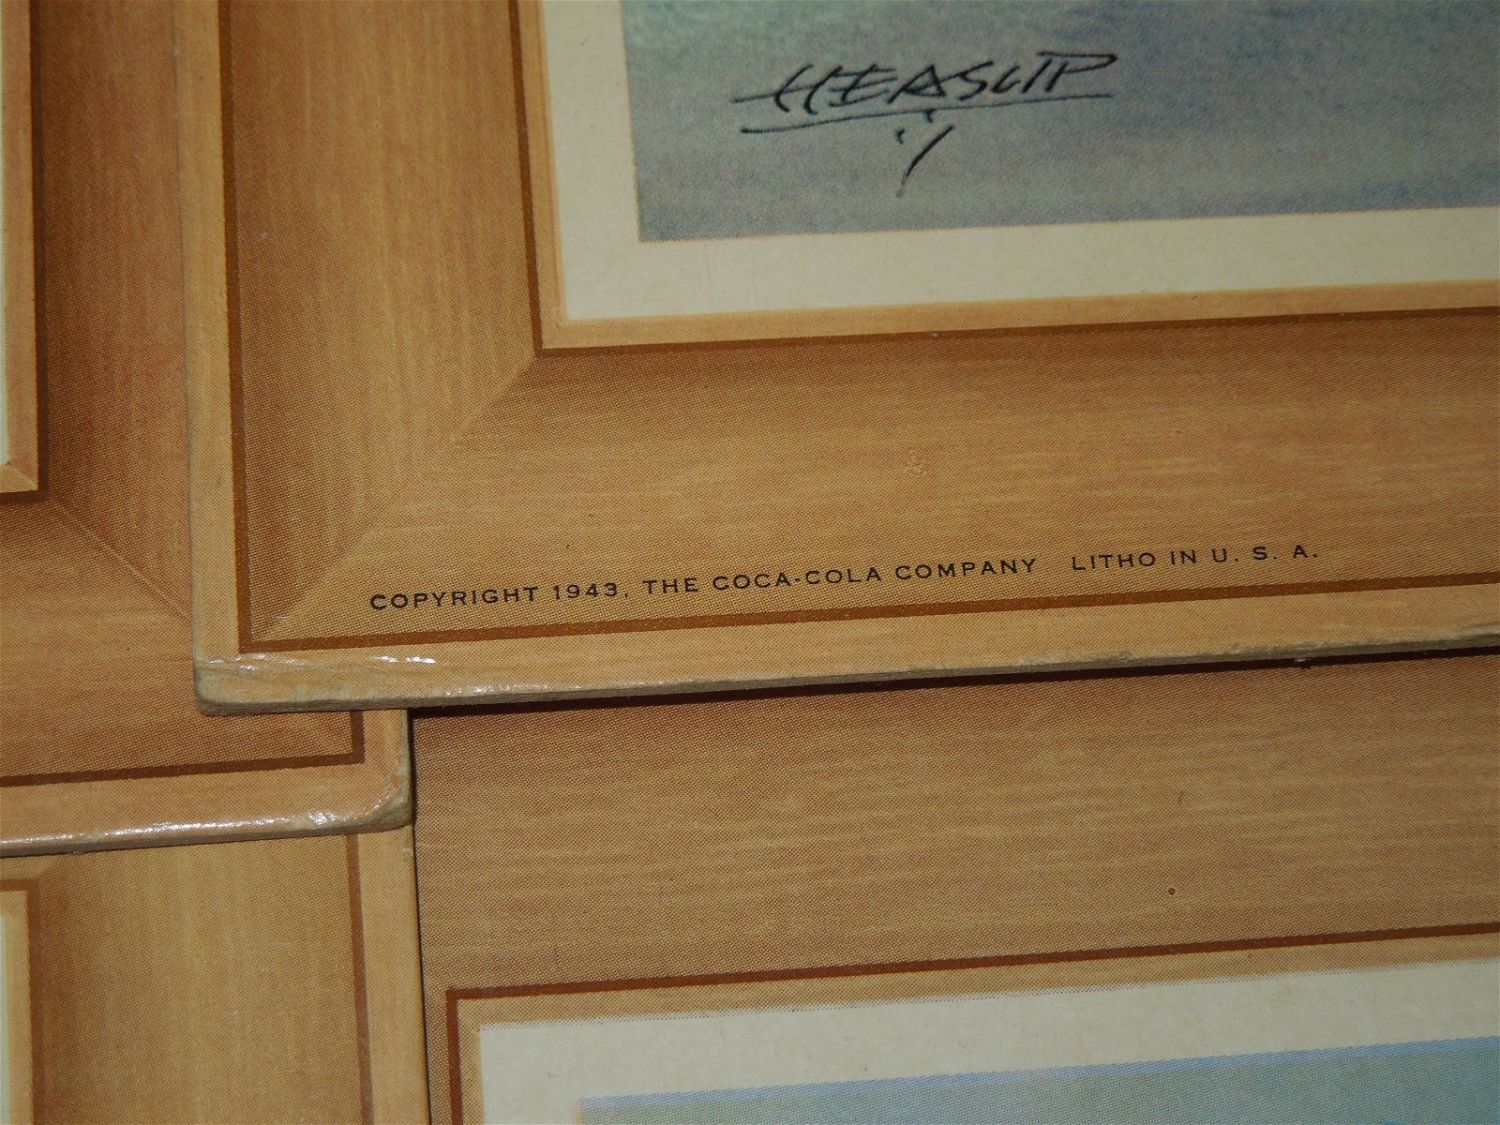 HEASLIP
COPYRIGHT 1943, THE COCA-COLA COMPANY LITHO IN U. S. A.